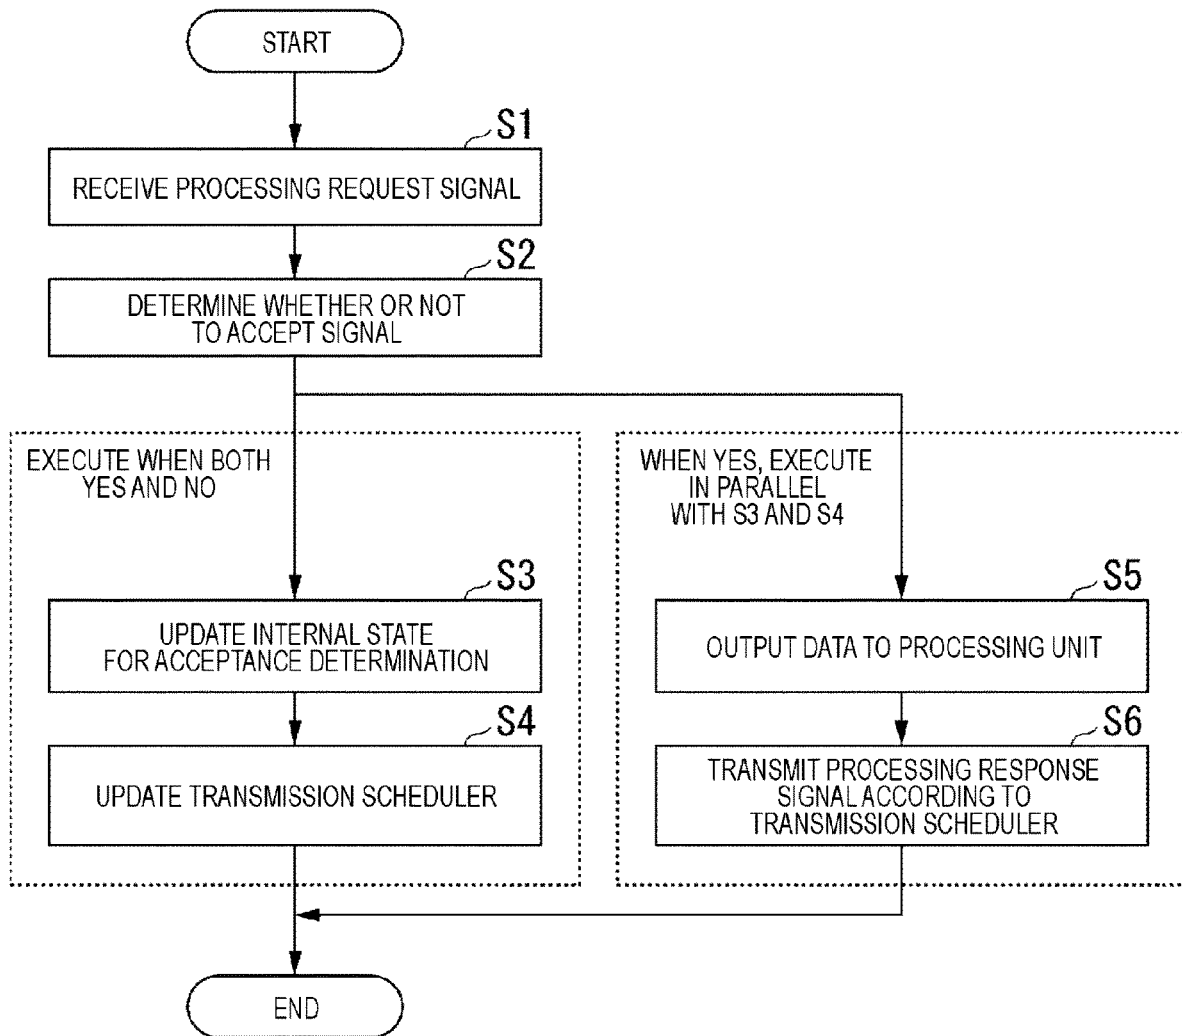 START
S1
RECEIVE PROCESSING REQUEST SIGNAL
S2
DETERMINE WHETHER OR NOT
TO ACCEPT SIGNAL
EXECUTE WHEN BOTH
YES AND NO
S3
UPDATE INTERNAL STATE
FOR ACCEPTANCE DETERMINATION
S4
UPDATE TRANSMISSION SCHEDULER
WHEN YES, EXECUTE
IN PARALLEL
WITH S3 AND S4
S5
OUTPUT DATA TO PROCESSING UNIT
S6
TRANSMIT PROCESSING RESPONSE
SIGNAL ACCORDING TO
TRANSMISSION SCHEDULER
END